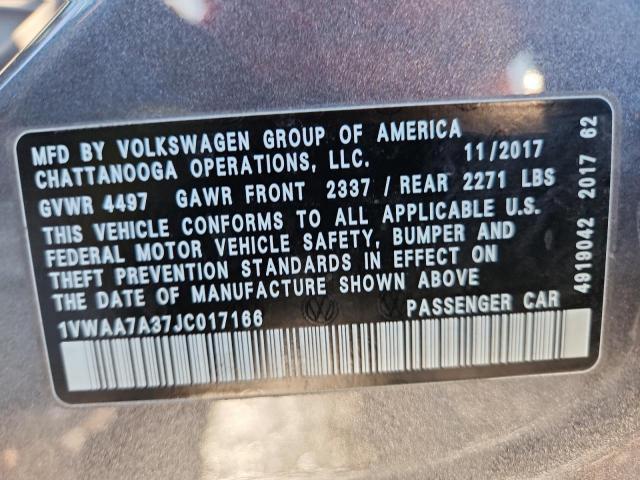 MFD BY VOLKSWAGEN GROUP OF AMERICA
CHATTANOOGA OPERATIONS, LLC. 11/2017
GVWR 4497 GAWR FRONT 2337 / REAR 2271 LBS
THIS VEHICLE CONFORMS TO ALL APPLICABLE U.S.
FEDERAL MOTOR VEHICLE SAFETY, BUMPER AND
THEFT PREVENTION STANDARDS IN EFFECT ON
THE DATE OF MANUFACTURE SHOWN ABOVE
1VWAA7A37JC017166 PASSENGER CAR
4919042 2017 62